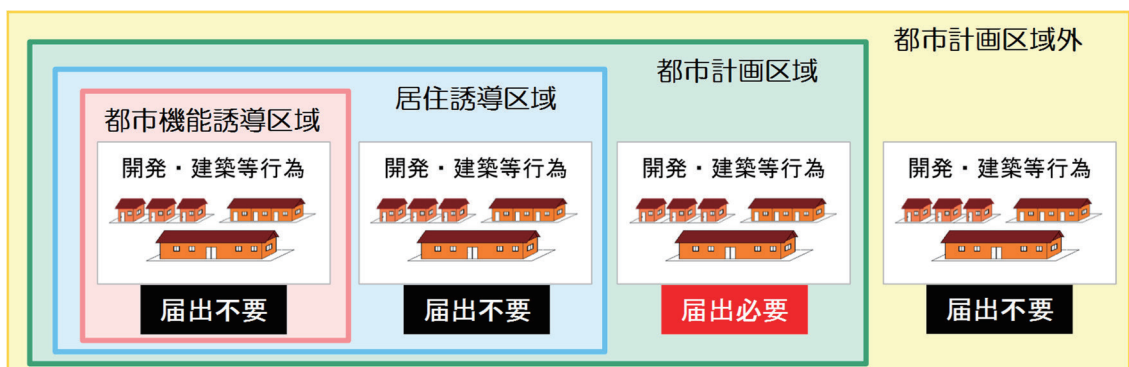 都市計画区域外
都市計画区域
居住誘導区域
都市機能誘導区域
開発・建築等行為
届出不要
開発・建築等行為
届出不要
開発・建築等行為
届出必要
開発・建築等行為
届出不要